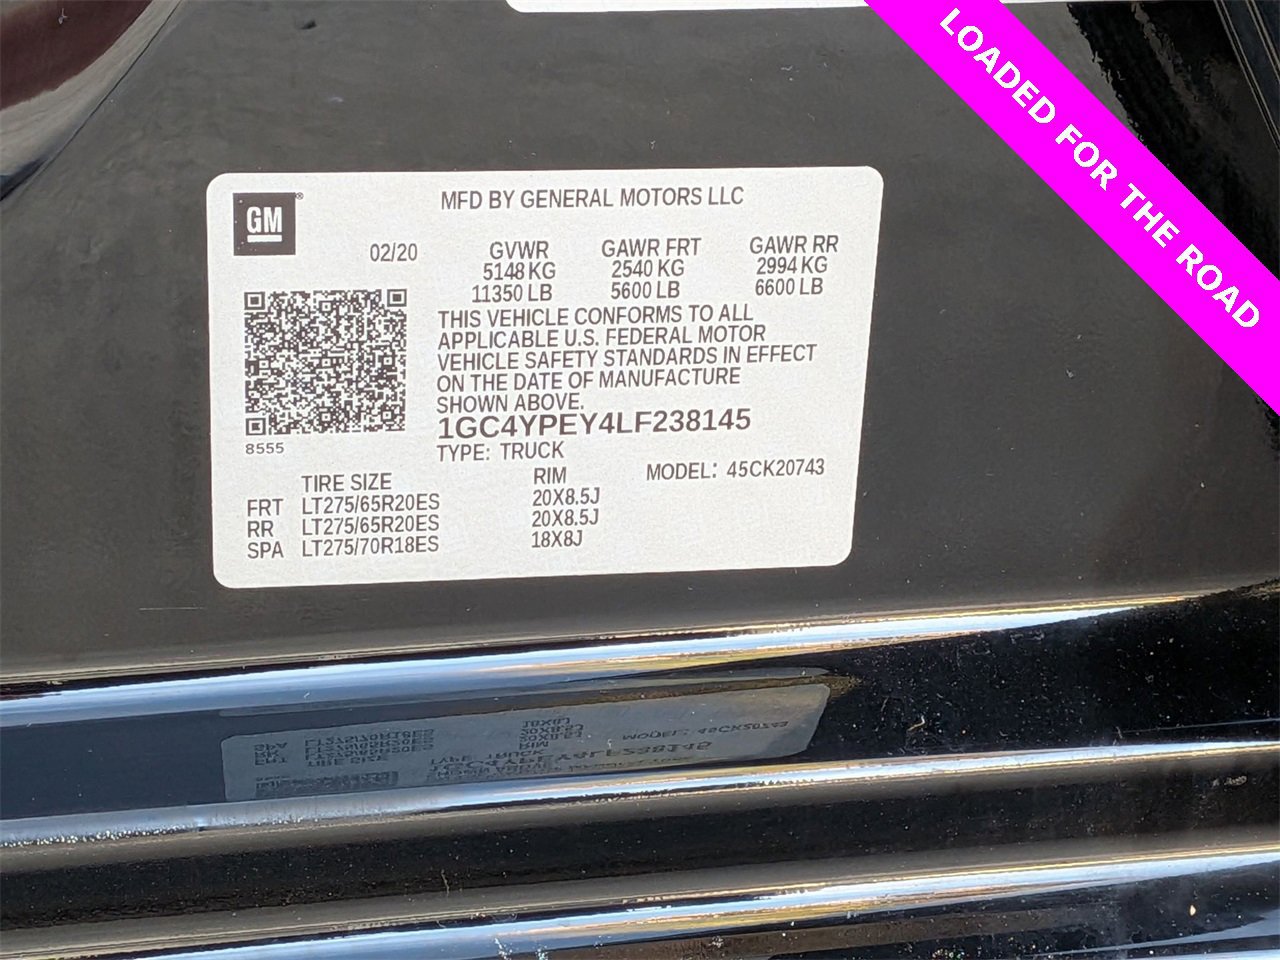 LOADED FOR THE ROAD
GM®
MFD BY GENERAL MOTORS LLC
02/20 GVWR GAWR FRT GAWR RR
5148 KG 2540 KG 2994 KG
11350 LB 5600 LB 6600 LB
THIS VEHICLE CONFORMS TO ALL
APPLICABLE U.S. FEDERAL MOTOR
VEHICLE SAFETY STANDARDS IN EFFECT
ON THE DATE OF MANUFACTURE
SHOWN ABOVE.
1GC4YPEY4LF238145
8555
TYPE: TRUCK
MODEL: 45CK20743
TIRE SIZE RIM
FRT LT275/65R20ES 20X8.5J
RR LT275/65R20ES 20X8.5J
SPA LT275/70R18ES 18X8J